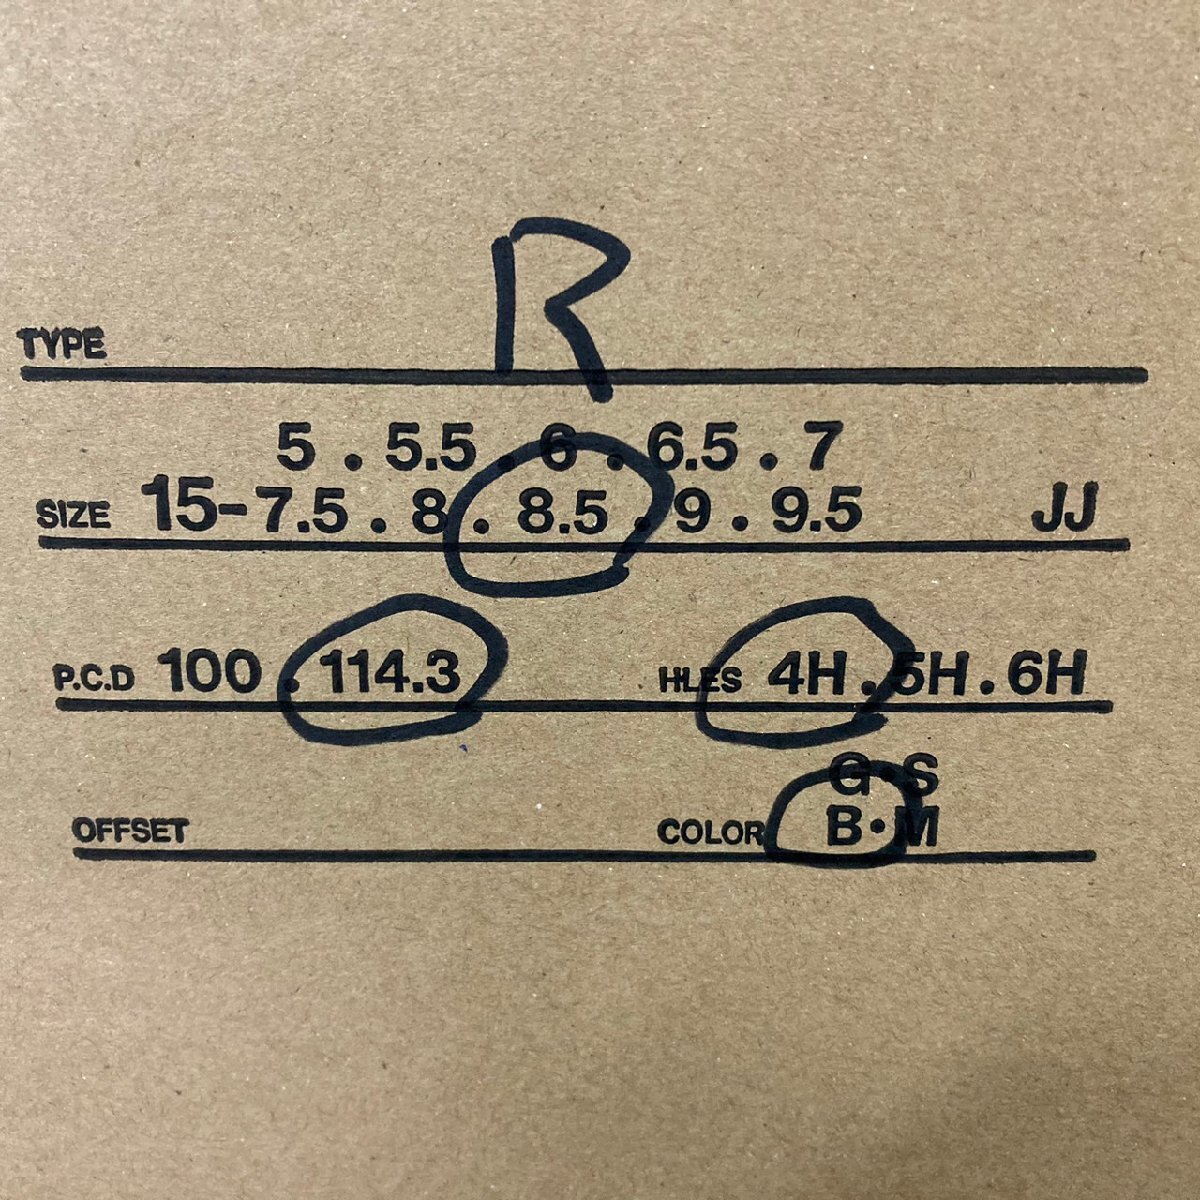 R
TYPE
5 . 5.5 . 6 . 6.5 . 7
SIZE 15-7.5 . 8 . 8.5 . 9 . 9.5 JJ
P.C.D 100 . 114.3 HLES 4H . 5H . 6H
G·S
OFFSET COLOR B·M